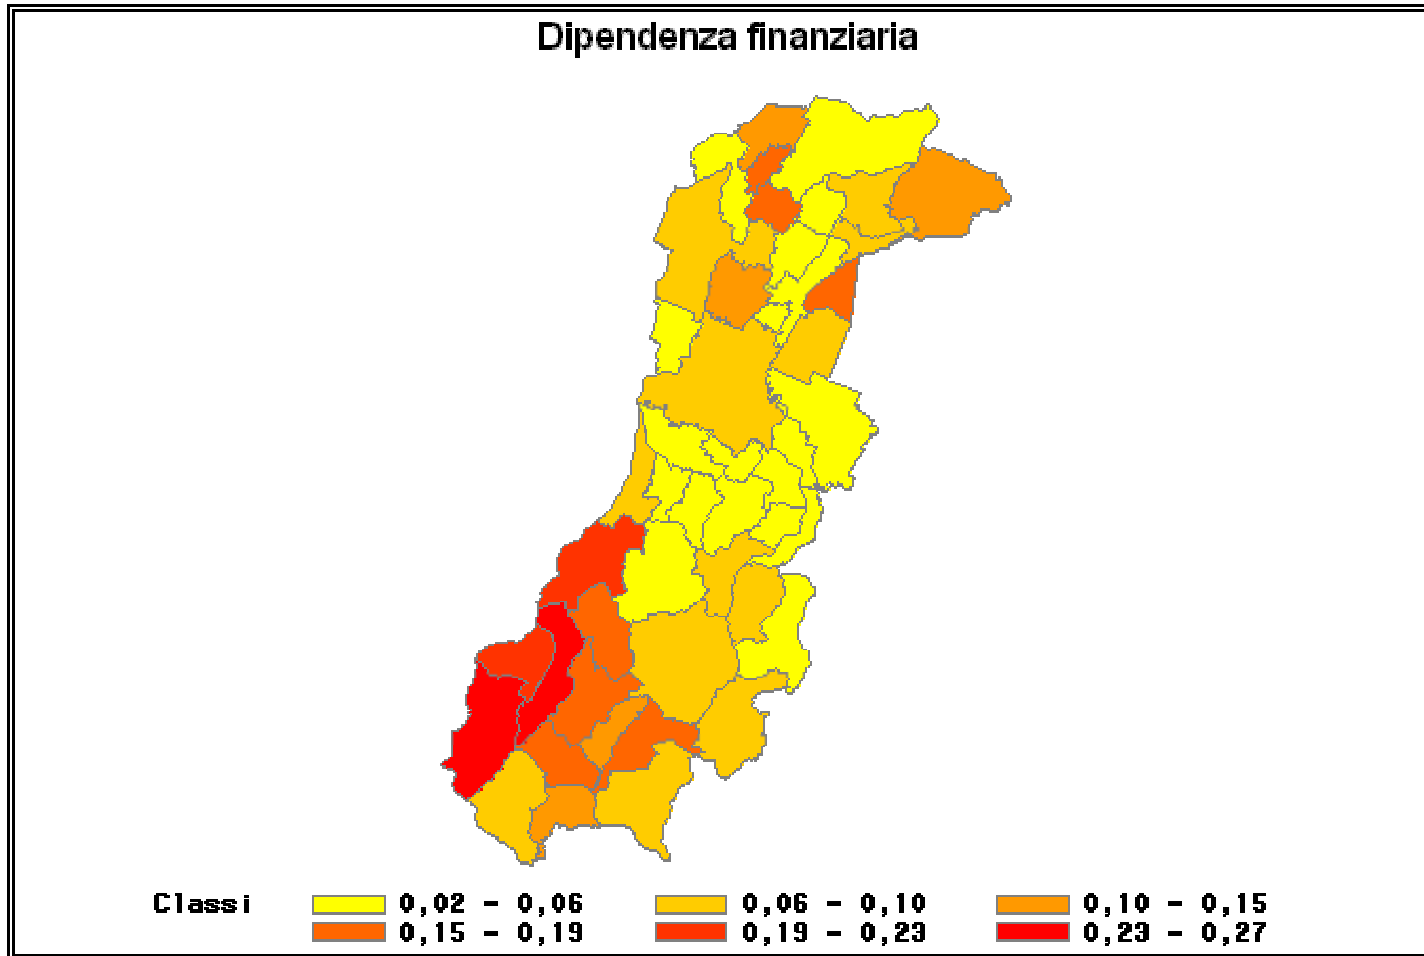 Dipendenza finanziaria
Classi 0,02 - 0,06 0,06 - 0,10 0,10 - 0,15
0,15 - 0,19 0,19 - 0,23 0,23 - 0,27